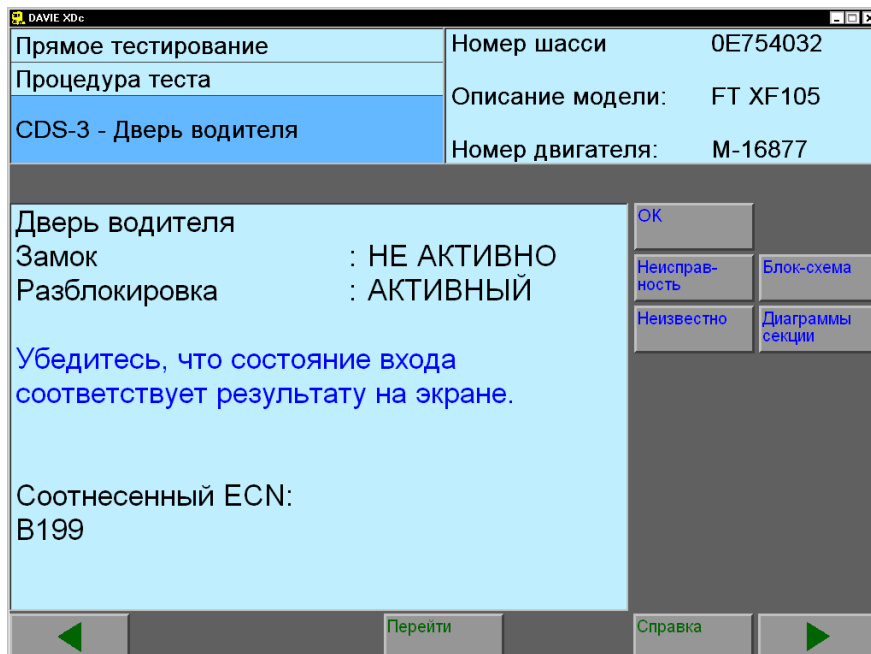 DAVIE XDc
Прямое тестирование
Процедура теста
CDS-3 - Дверь водителя
Номер шасси 0E754032
Описание модели: FT XF105
Номер двигателя: M-16877
Дверь водителя
Замок : НЕ АКТИВНО
Разблокировка : АКТИВНЫЙ
Убедитесь, что состояние входа
соответствует результату на экране.
Соотнесенный ECN:
B199
OK
Неисправ-
ность
Блок-схема
Неизвестно
Диаграммы
секции
Перейти
Справка